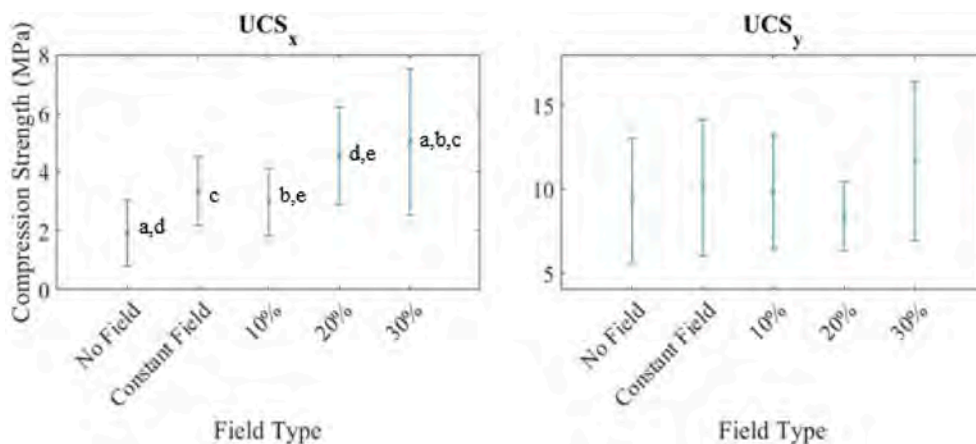 UCSx
Compression Strength (MPa)
8
6
4
2
0
a,d
c
b,e
d,e
a,b,c
No Field
Constant Field
10%
20%
30%
Field Type
UCSy
15
10
5
No Field
Constant Field
10%
20%
30%
Field Type